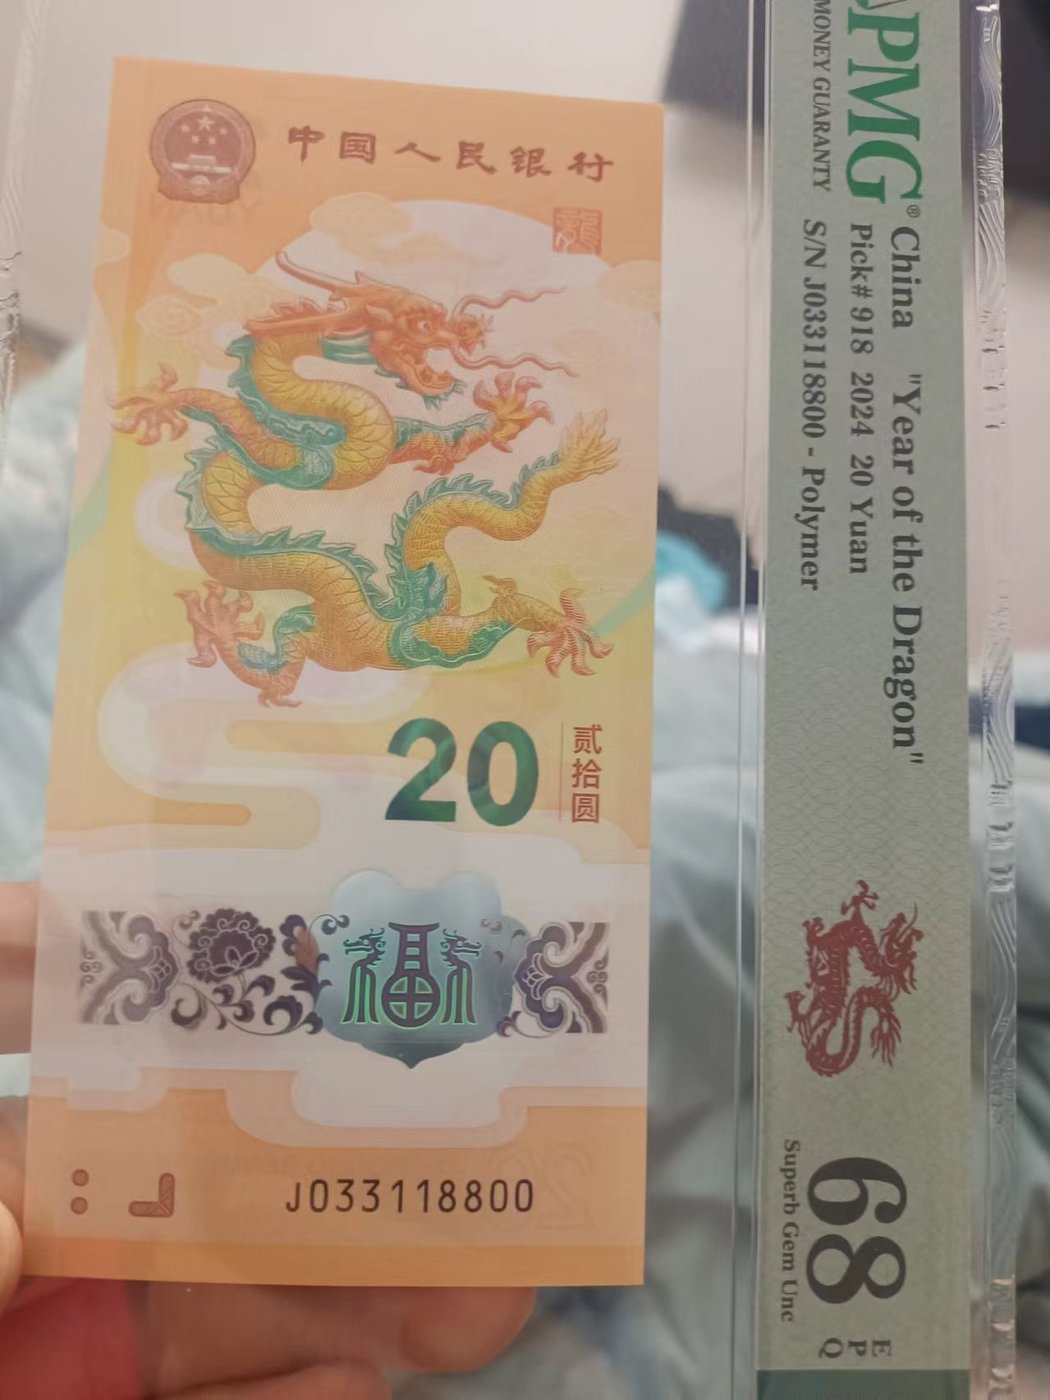 中国人民银行
龍
20
贰拾圆
福
J033118800
PMG
MONEY GUARANTY
China "Year of the Dragon"
Pick# 918 2024 20 Yuan
S/N J033118800 - Polymer
68
EPQ
Superb Gem Unc